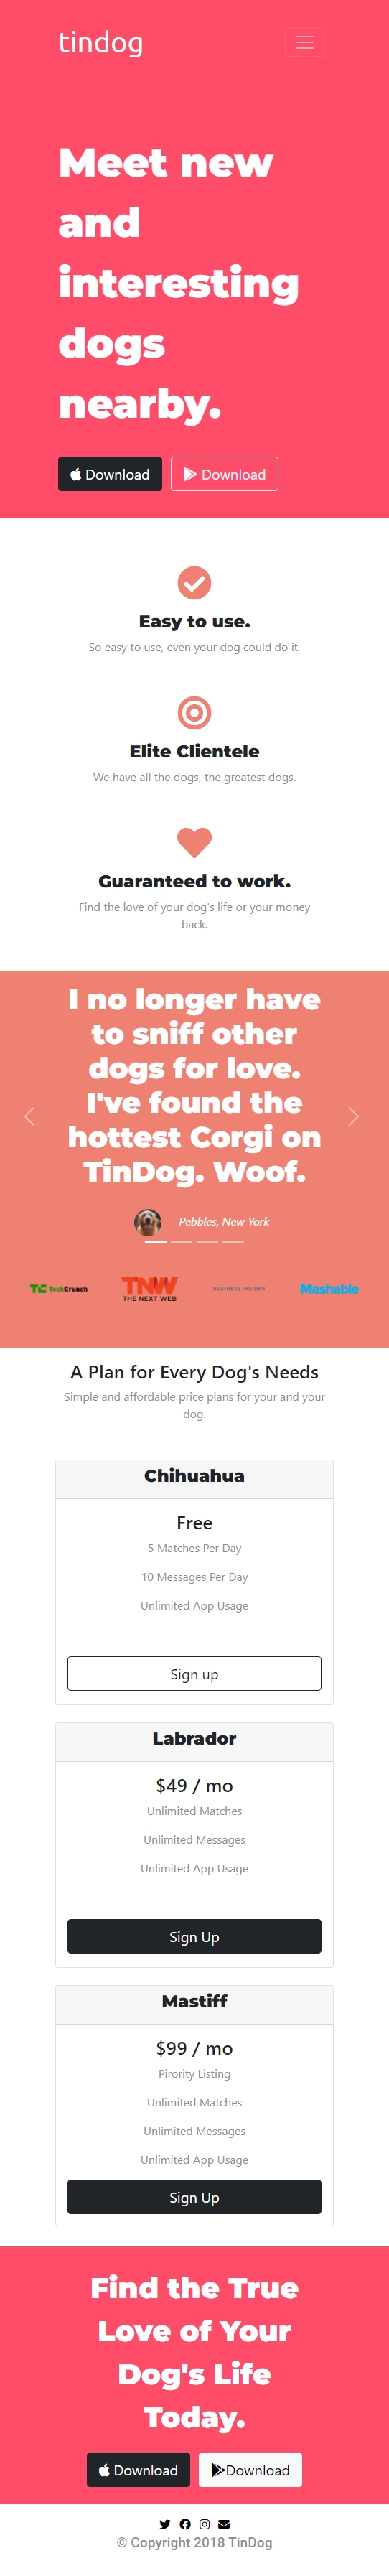 tindog
Meet new
and
interesting
dogs
nearby.
Download Download
Easy to use.
So easy to use, even your dog could do it.
Elite Clientele
We have all the dogs, the greatest dogs.
Guaranteed to work.
Find the love of your dog's life or your money
back.
I no longer have
to sniff other
dogs for love.
I've found the
hottest Corgi on
TinDog. Woof.
Pebbles, New York
TC TechCrunch TNW THE NEXT WEB BUSINESS INSIDER Mashable
A Plan for Every Dog's Needs
Simple and affordable price plans for your and your
dog.
Chihuahua
Free
5 Matches Per Day
10 Messages Per Day
Unlimited App Usage
Sign up
Labrador
$49 / mo
Unlimited Matches
Unlimited Messages
Unlimited App Usage
Sign Up
Mastiff
$99 / mo
Pirority Listing
Unlimited Matches
Unlimited Messages
Unlimited App Usage
Sign Up
Find the True
Love of Your
Dog's Life
Today.
Download Download
© Copyright 2018 TinDog